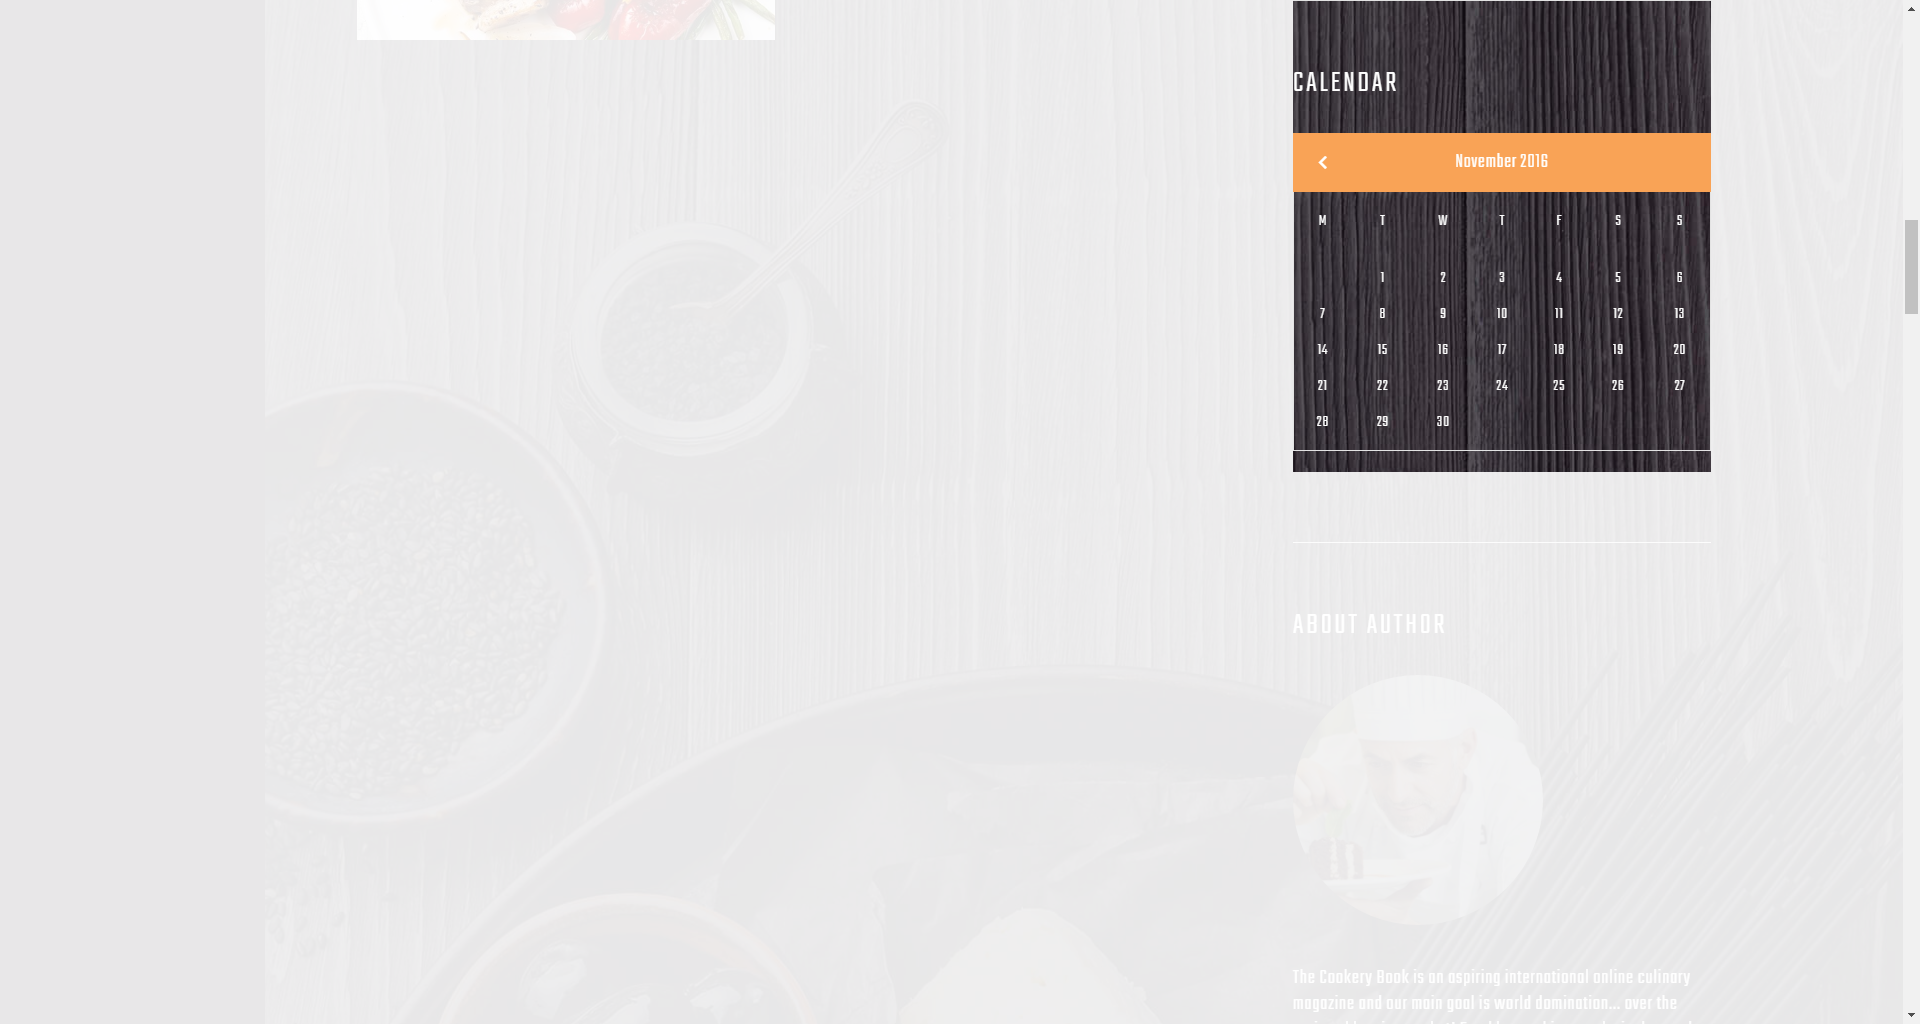 CALENDAR
November 2016
M T W T F S S
1 2 3 4 5 6
7 8 9 10 11 12 13
14 15 16 17 18 19 20
21 22 23 24 25 26 27
28 29 30
ABOUT AUTHOR
The Cookery Book is an aspiring international online culinary
magazine and our main goal is world domination... over the